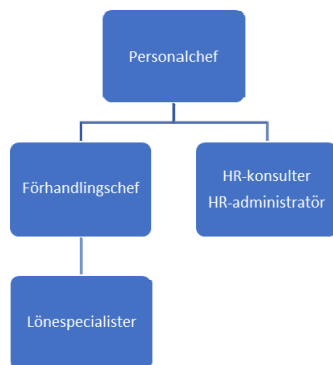 Personalchef
Förhandlingschef
HR-konsulter
HR-administratör
Lönespecialister